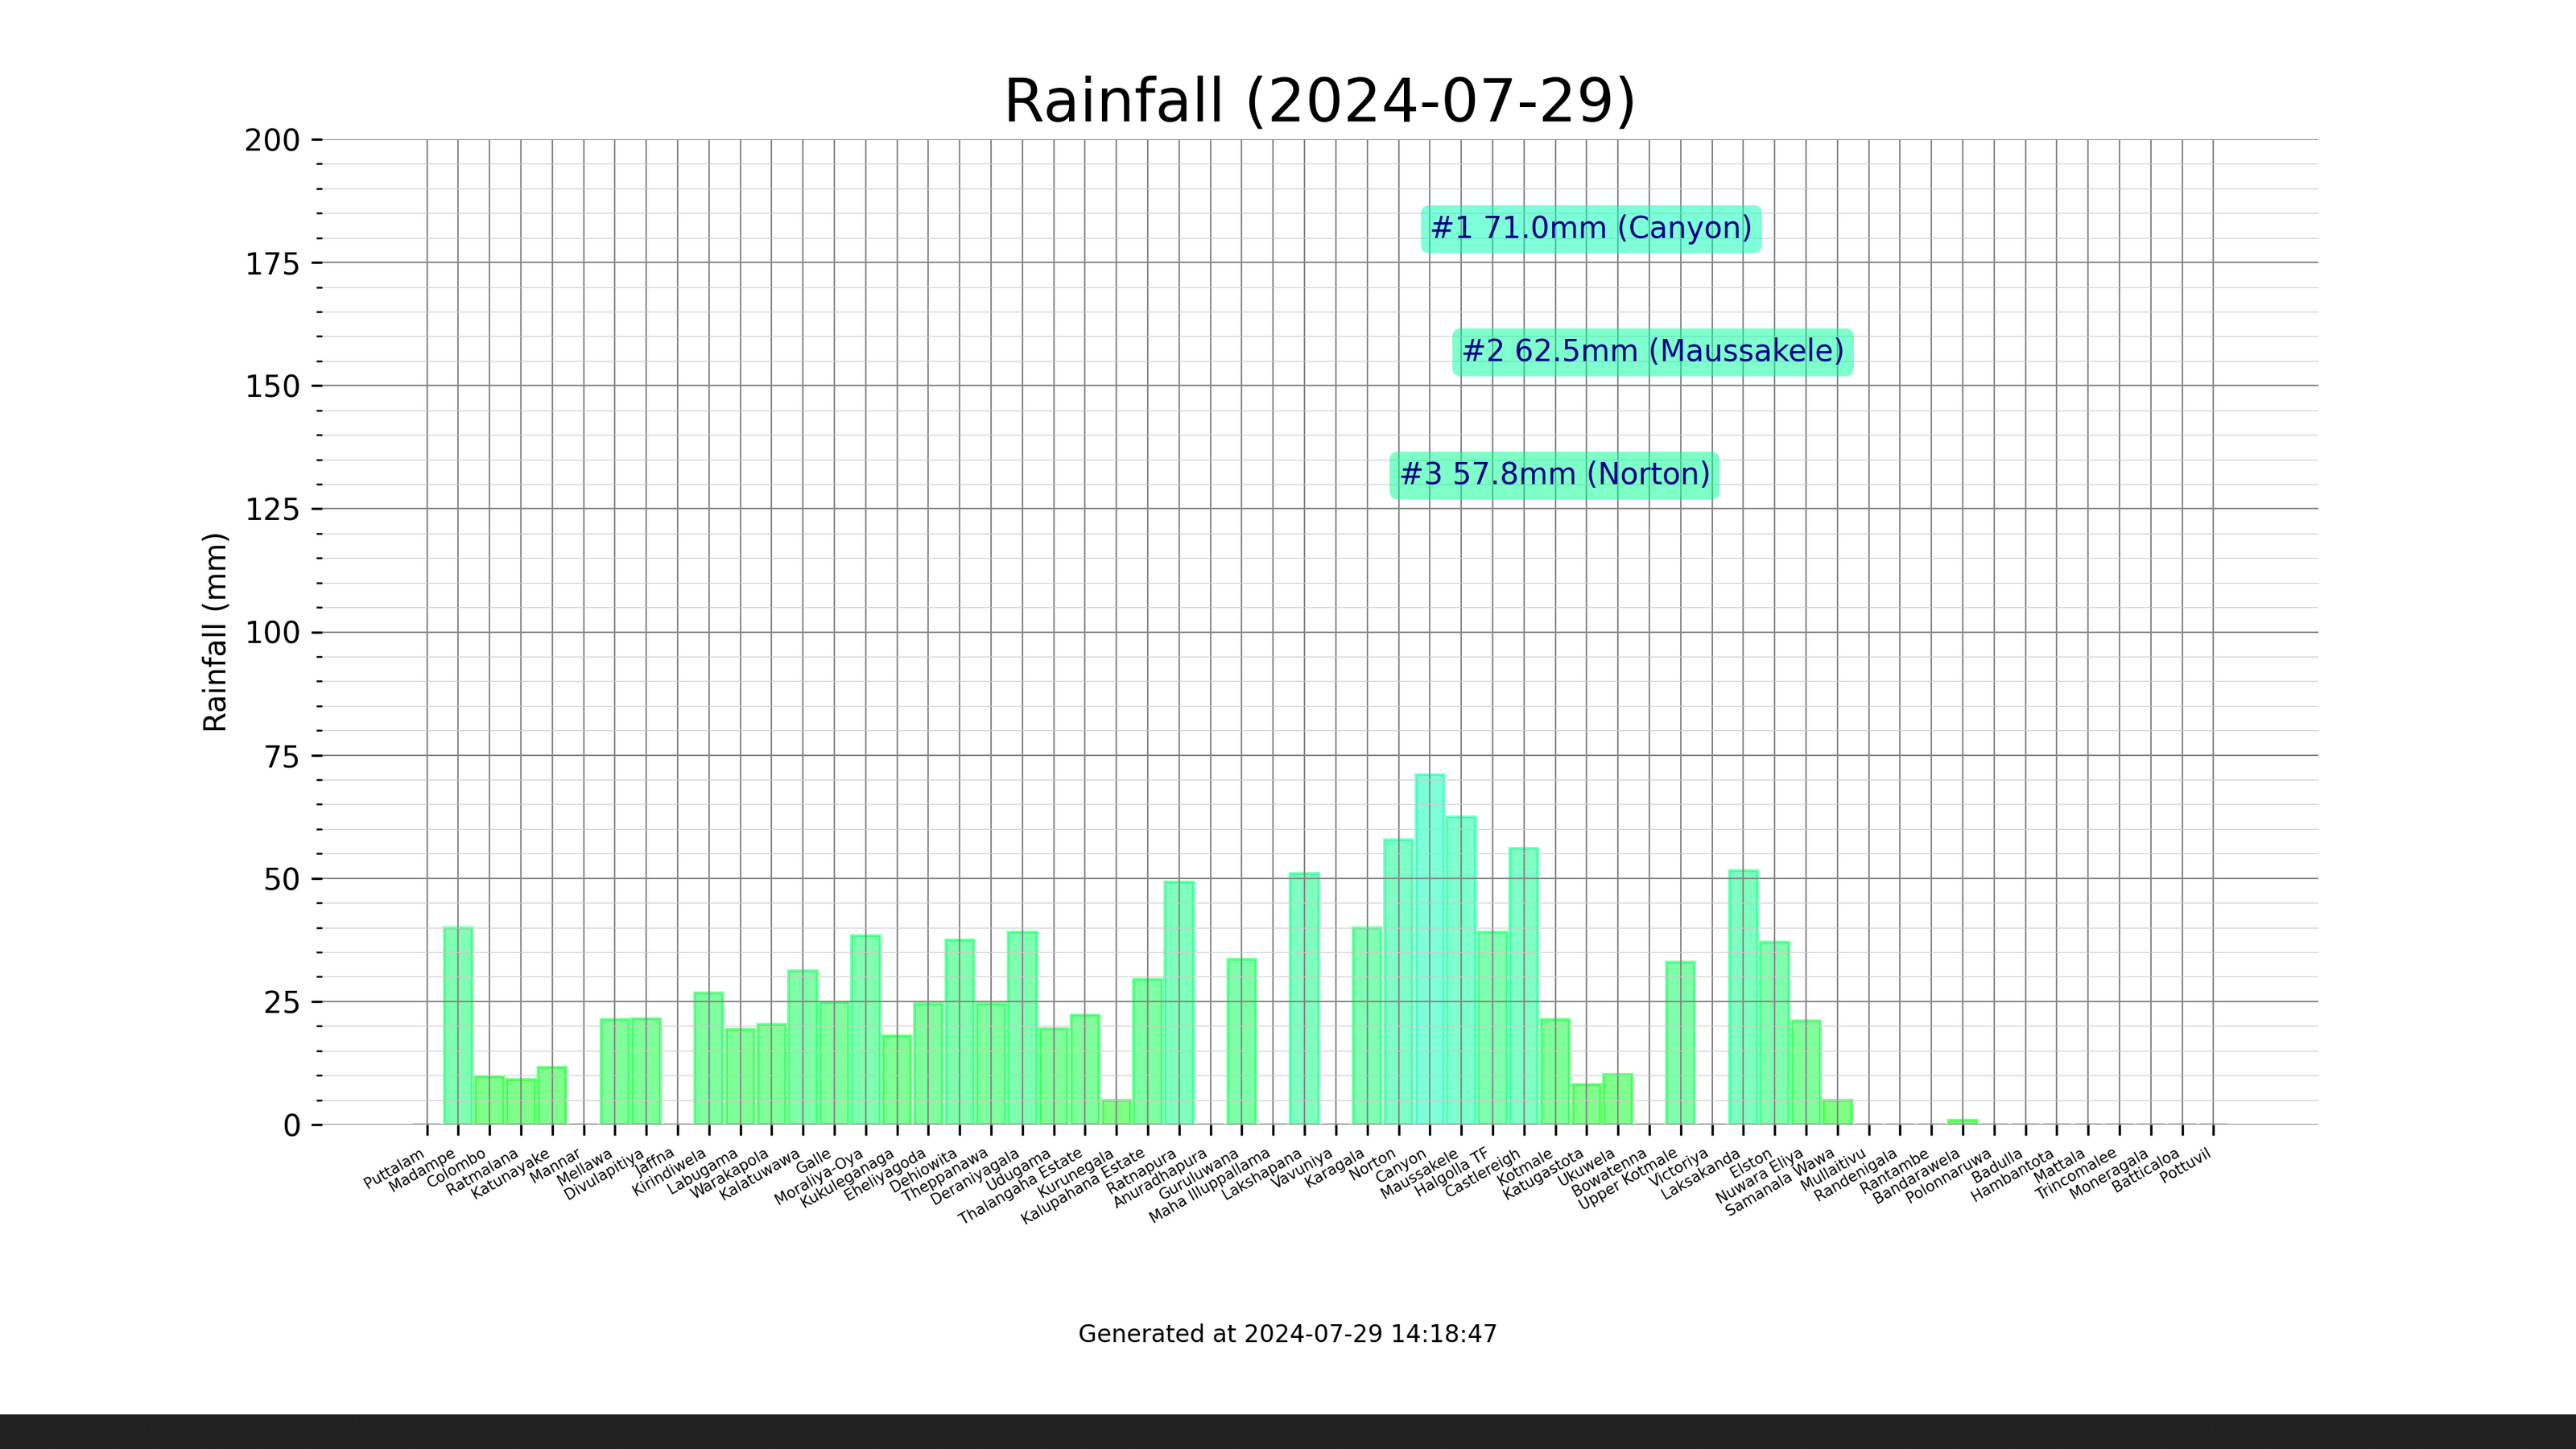 Rainfall (2024-07-29)
200
175
150
125
100
75
50
25
0
Rainfall (mm)
#1 71.0mm (Canyon)
#2 62.5mm (Maussakele)
#3 57.8mm (Norton)
Puttalam
Madampe
Colombo
Ratmalana
Katunayake
Mannar
Mellawa
Divulapitiya
Jaffna
Kirindiwela
Labugama
Warakapola
Kalatuwawa
Galle
Moraliya-Oya
Kukuleganaga
Eheliyagoda
Dehiowita
Theppanawa
Deraniyagala
Udugama
Thalangaha Estate
Kurunegala
Kalupahana Estate
Ratnapura
Anuradhapura
Guruluwana
Maha Illuppallama
Lakshapana
Vavuniya
Karagala
Norton
Canyon
Maussakele
Halgolla TF
Castlereigh
Kotmale
Katugastota
Ukuwela
Bowatenna
Upper Kotmale
Victoriya
Laksakanda
Elston
Nuwara Eliya
Samanala Wawa
Mullaitivu
Randenigala
Rantambe
Bandarawela
Polonnaruwa
Badulla
Hambantota
Mattala
Trincomalee
Moneragala
Batticaloa
Pottuvil
Generated at 2024-07-29 14:18:47